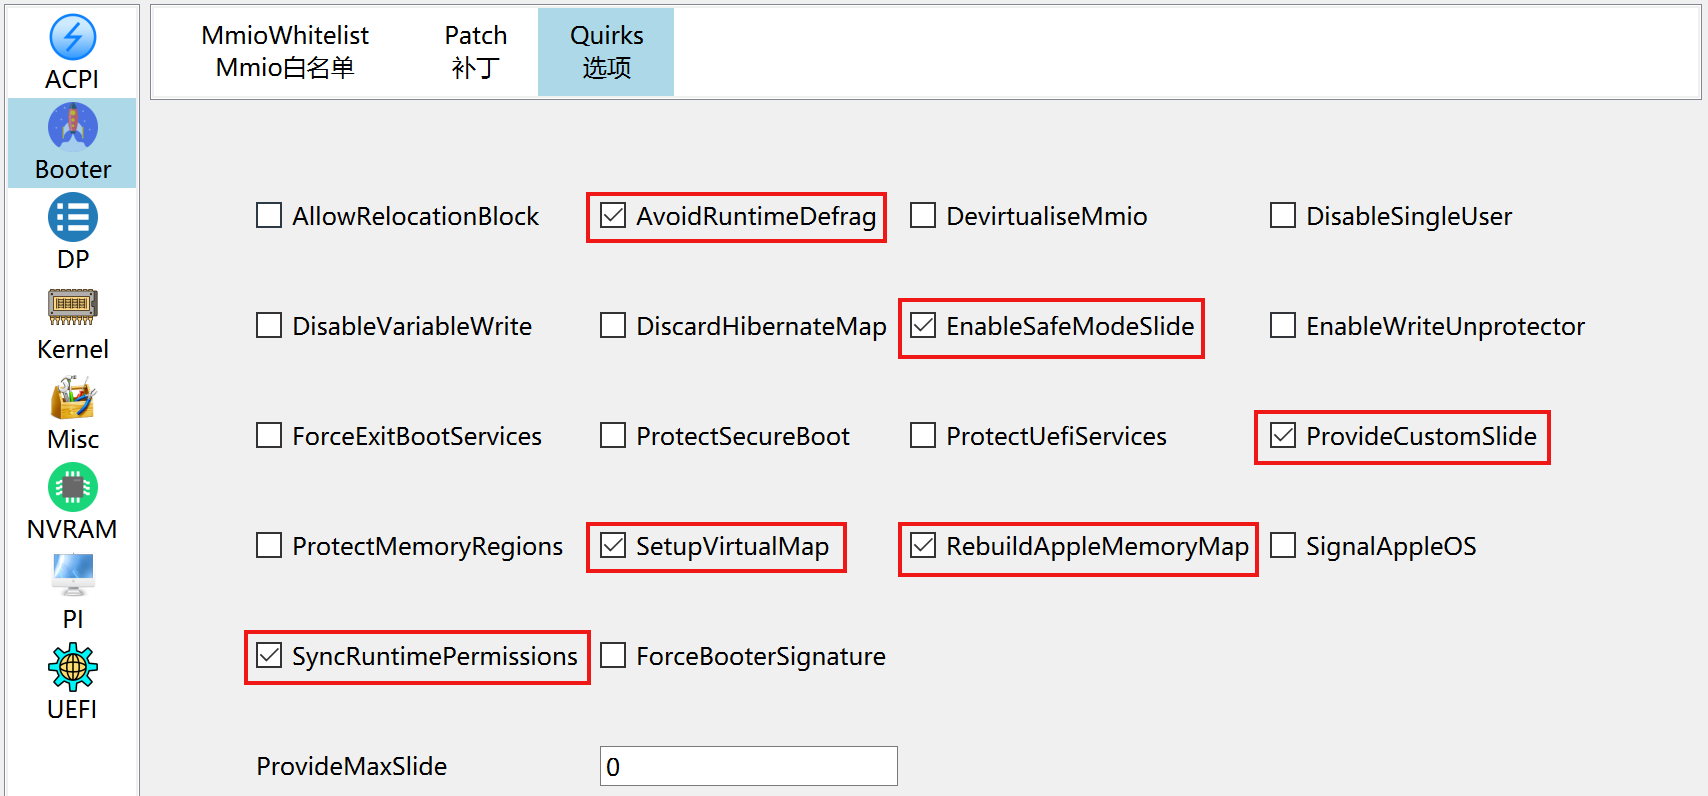 ACPI
Booter
DP
Kernel
Misc
NVRAM
PI
UEFI
MmioWhitelist
Mmio白名单
Patch
补丁
Quirks
选项
AllowRelocationBlock
AvoidRuntimeDefrag
DevirtualiseMmio
DisableSingleUser
DisableVariableWrite
DiscardHibernateMap
EnableSafeModeSlide
EnableWriteUnprotector
ForceExitBootServices
ProtectSecureBoot
ProtectUefiServices
ProvideCustomSlide
ProtectMemoryRegions
SetupVirtualMap
RebuildAppleMemoryMap
SignalAppleOS
SyncRuntimePermissions
ForceBooterSignature
ProvideMaxSlide
0